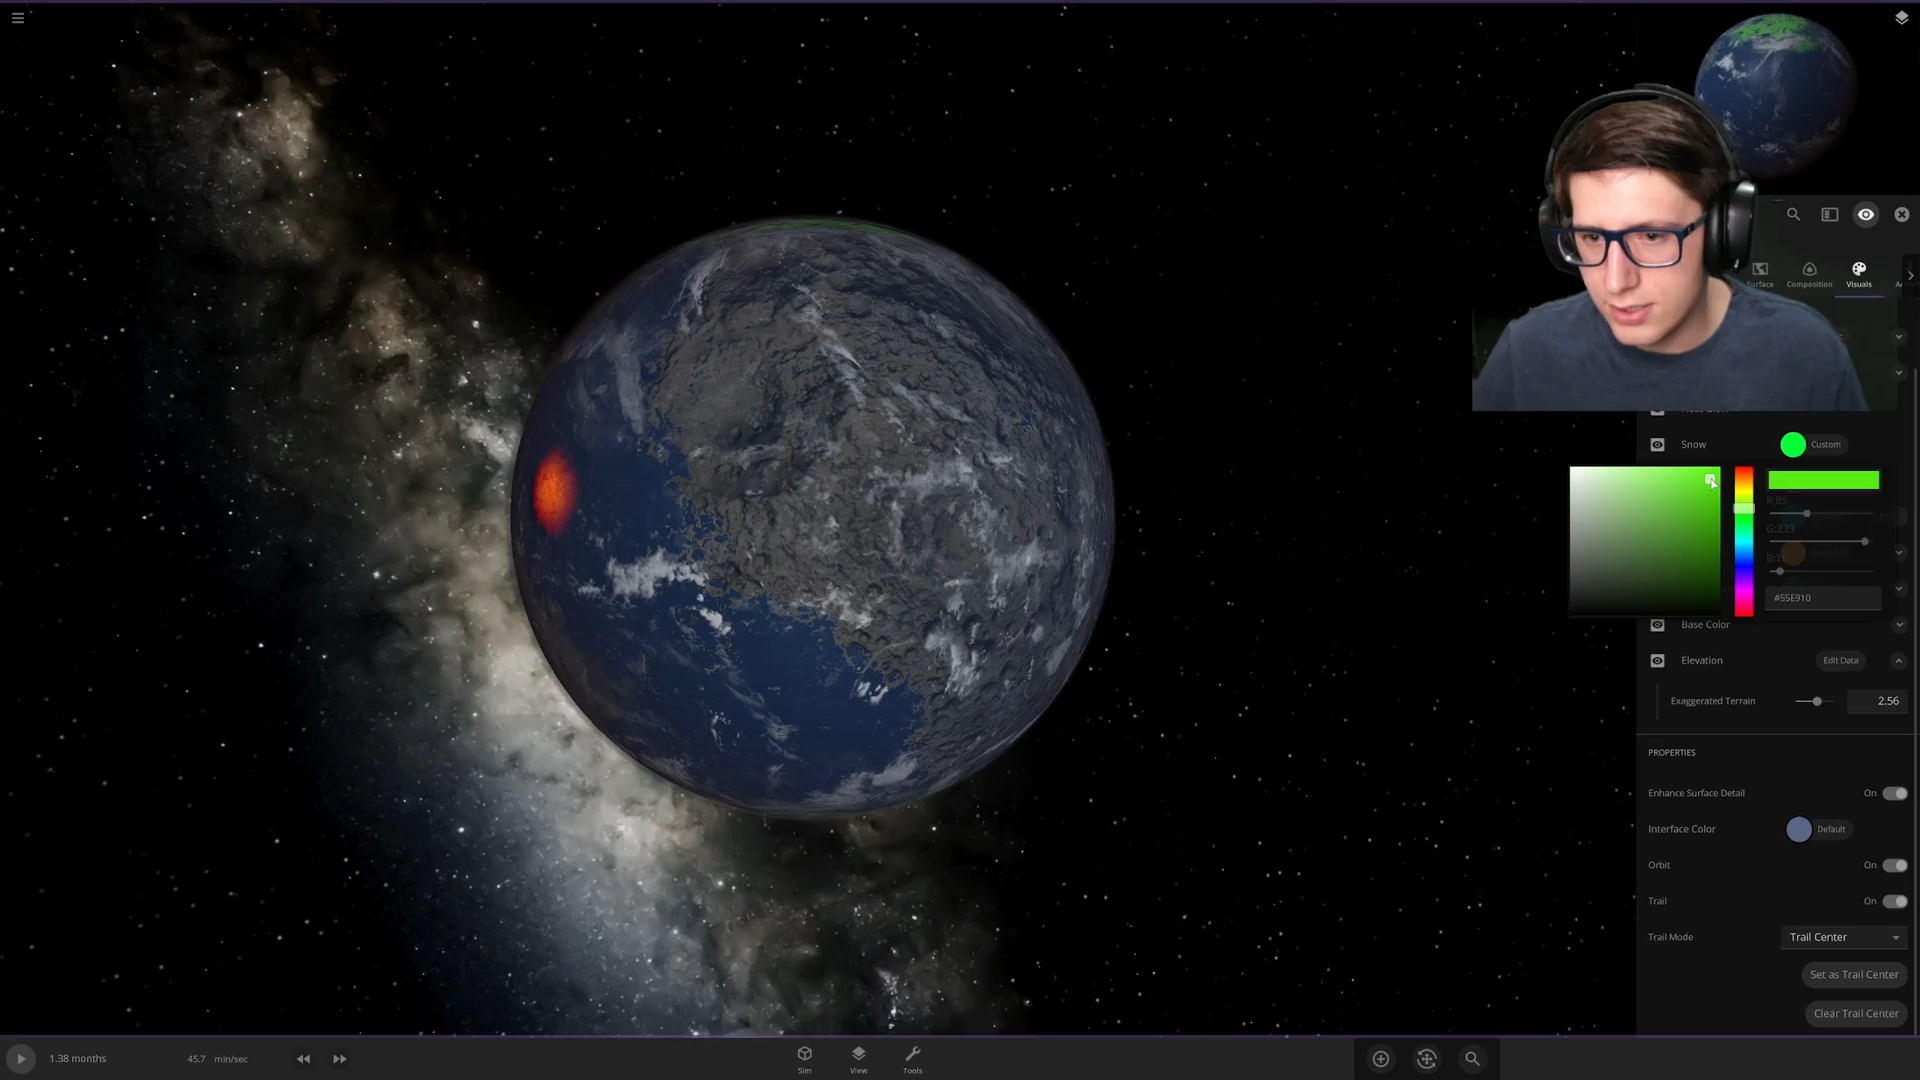 Surface
Composition
Visuals
Snow
Custom
R:85
G:233
#55E910
Base Color
Elevation
Edit Data
Exaggerated Terrain
2.56
PROPERTIES
Enhance Surface Detail
On
Interface Color
Default
Orbit
On
Trail
On
Trail Mode
Trail Center
Set as Trail Center
Clear Trail Center
1.38 months
45.7 min/sec
Sim
View
Tools